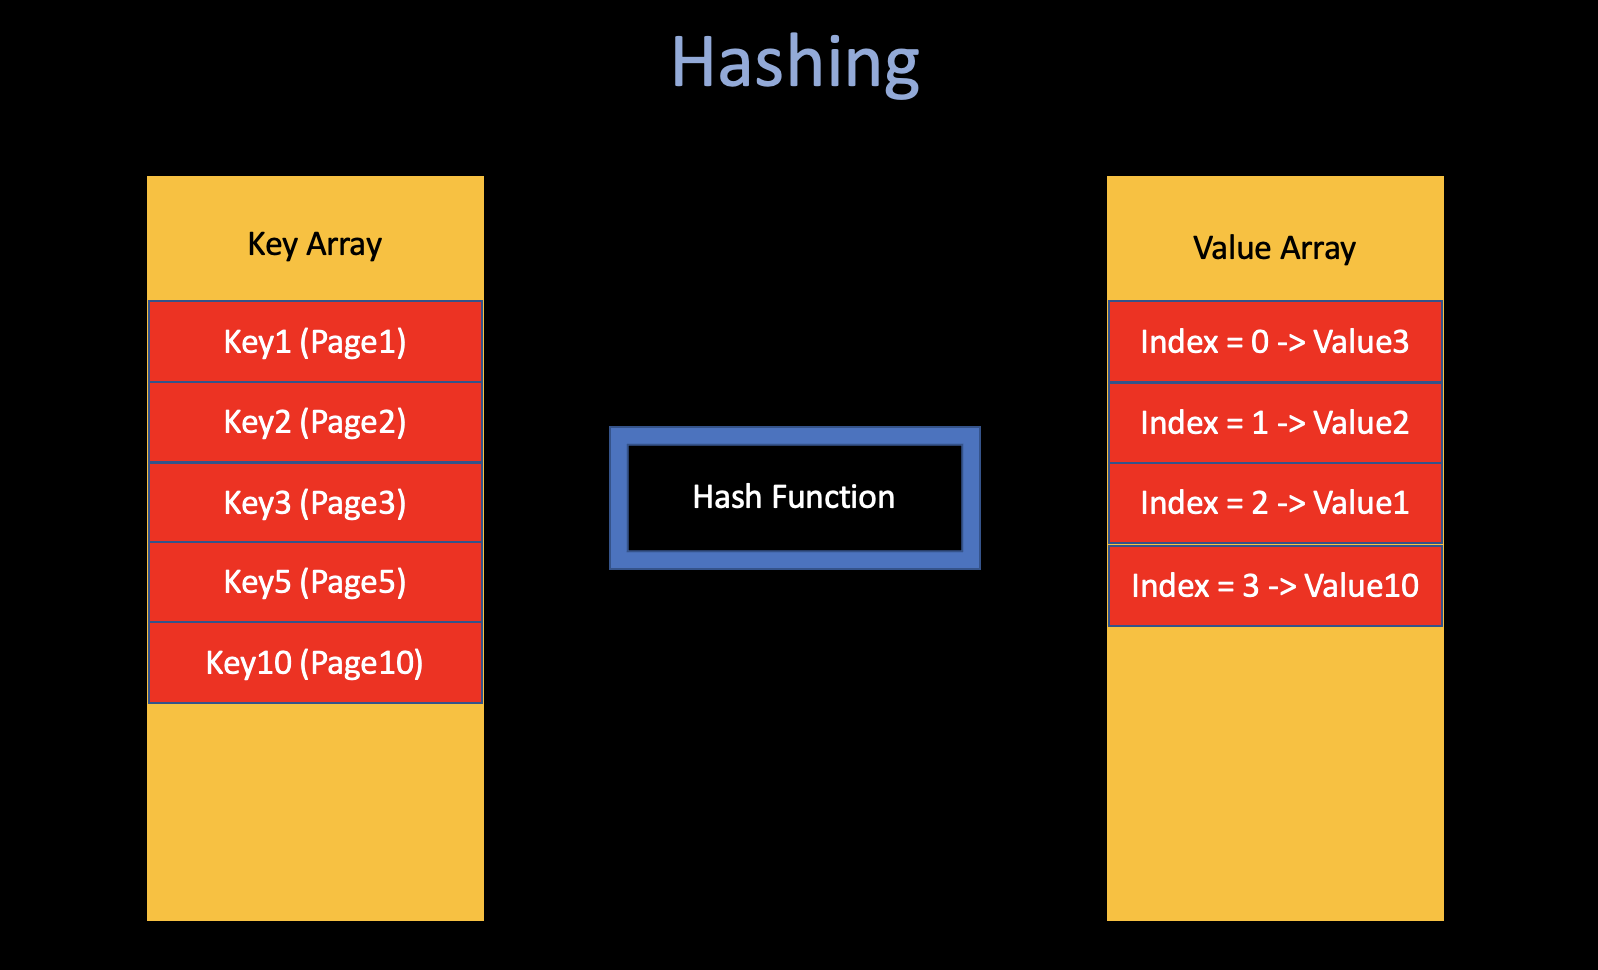 Hashing
Key Array
Key1 (Page1)
Key2 (Page2)
Key3 (Page3)
Key5 (Page5)
Key10 (Page10)
Hash Function
Value Array
Index = 0 -> Value3
Index = 1 -> Value2
Index = 2 -> Value1
Index = 3 -> Value10